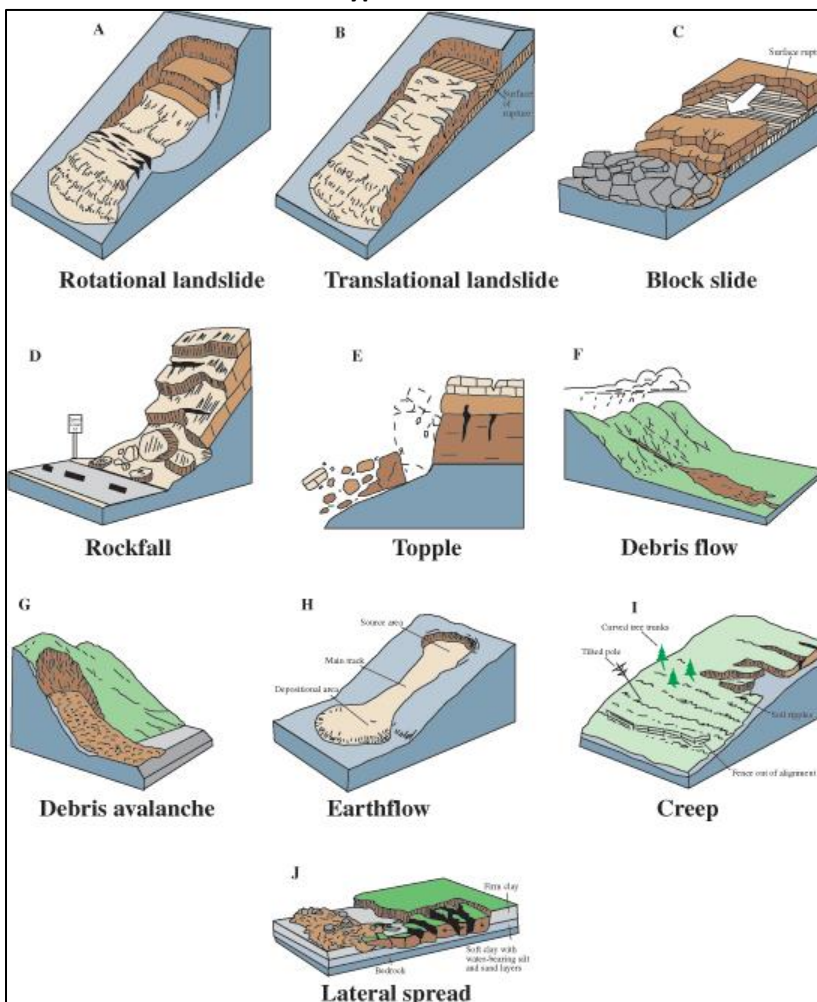 A
B
C
Surface
Surface
of
rupture
Rotational landslide
Translational landslide
Block slide
D
E
F
Rockfall
Topple
Debris flow
G
H
I
Source area
Main track
Depositional area
Curved tree trunks
Tilted pole
Soil ripples
Fence out of alignment
Debris avalanche
Earthflow
Creep
J
Firm clay
Soft clay with
water-bearing silt
and sand layers
Bedrock
Lateral spread